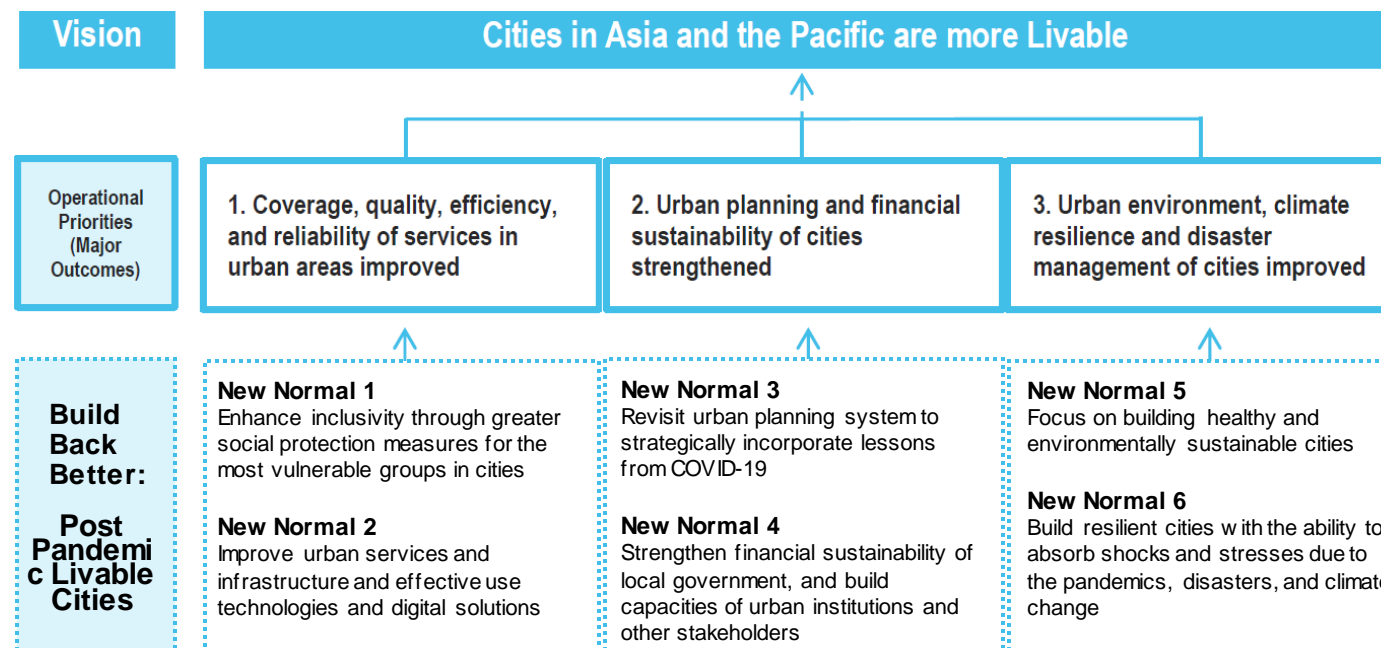 Vision
Cities in Asia and the Pacific are more Livable
Operational
Priorities
(Major
Outcomes)
1. Coverage, quality, efficiency,
and reliability of services in
urban areas improved
2. Urban planning and financial
sustainability of cities
strengthened
3. Urban environment, climate
resilience and disaster
management of cities improved
Build
Back
Better:
Post
Pandemi
c Livable
Cities
New Normal 1
Enhance inclusivity through greater
social protection measures for the
most vulnerable groups in cities
New Normal 2
Improve urban services and
infrastructure and effective use
technologies and digital solutions
New Normal 3
Revisit urban planning system to
strategically incorporate lessons
from COVID-19
New Normal 4
Strengthen financial sustainability of
local government, and build
capacities of urban institutions and
other stakeholders
New Normal 5
Focus on building healthy and
environmentally sustainable cities
New Normal 6
Build resilient cities with the ability to
absorb shocks and stresses due to
the pandemics, disasters, and climate
change